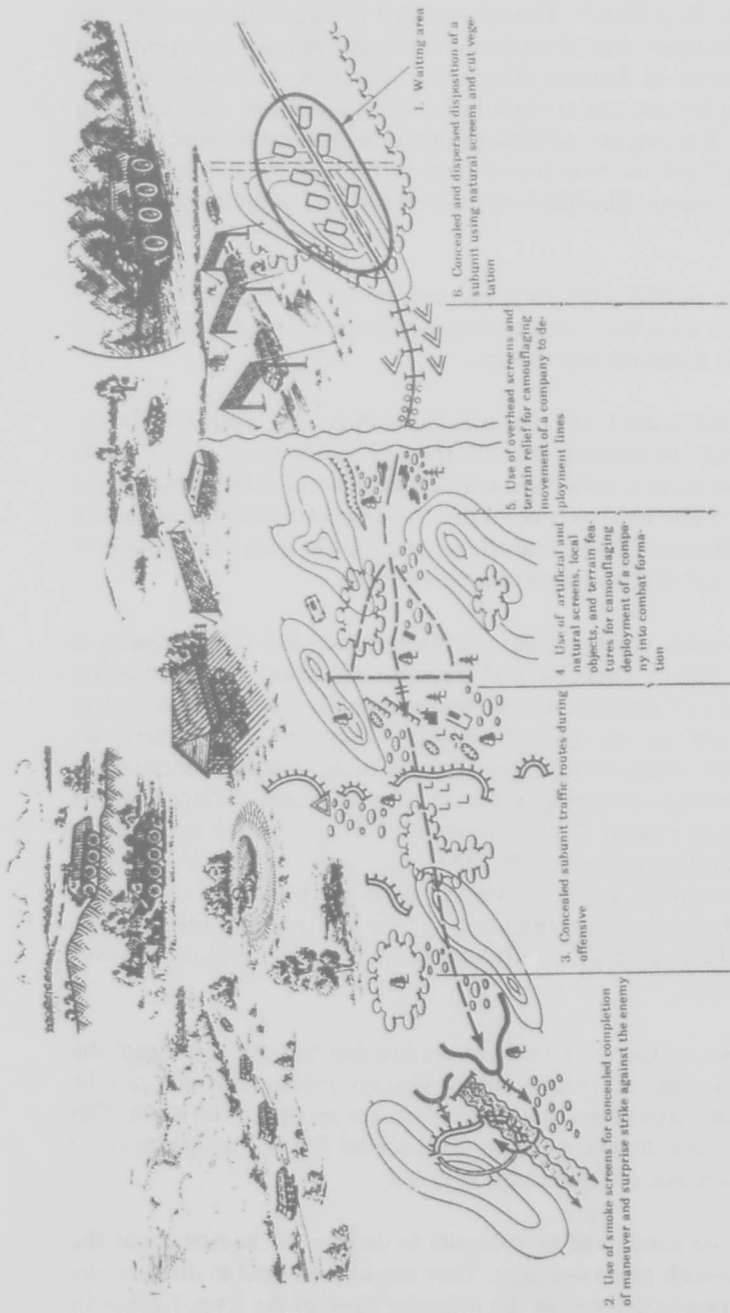 1. Waiting area
2. Use of smoke screens for concealed completion
of maneuver and surprise strike against the enemy
3. Concealed subunit traffic routes during
offensive
4. Use of artificial and
natural screens, local
objects, and terrain fea-
tures for camouflaging
deployment of a compa-
ny into combat forma-
tion
5. Use of overhead screens and
terrain relief for camouflaging
movement of a company to de-
ployment lines
6. Concealed and dispersed disposition of a
subunit using natural screens and cut vege-
tation